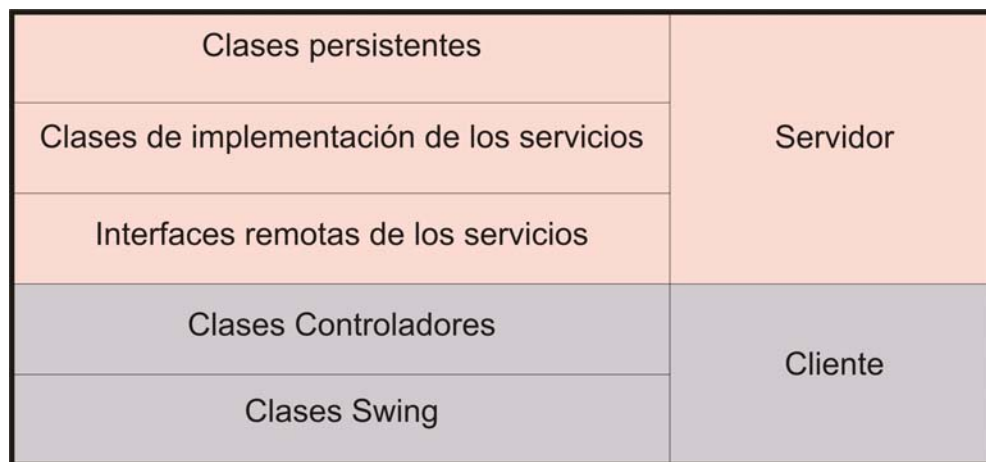 Clases persistentes
Clases de implementación de los servicios
Servidor
Interfaces remotas de los servicios
Clases Controladores
Cliente
Clases Swing